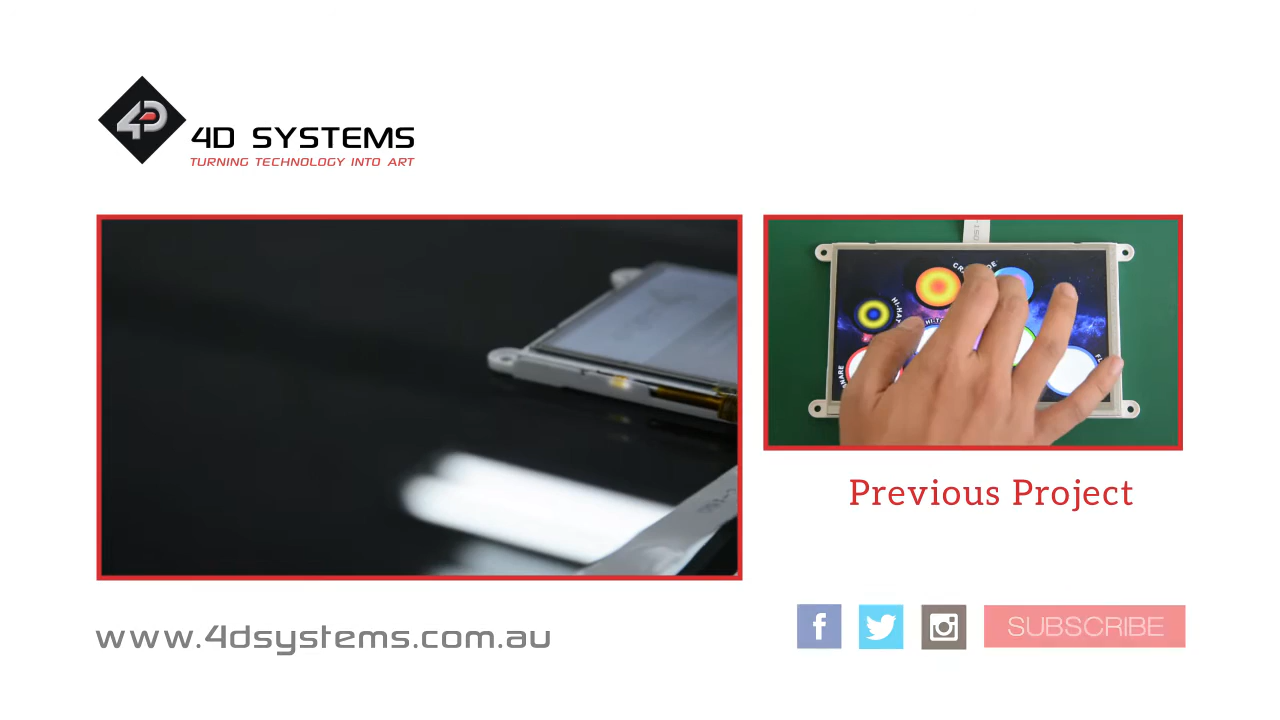 4D SYSTEMS
TURNING TECHNOLOGY INTO ART
Previous Project
www.4dsystems.com.au
SUBSCRIBE